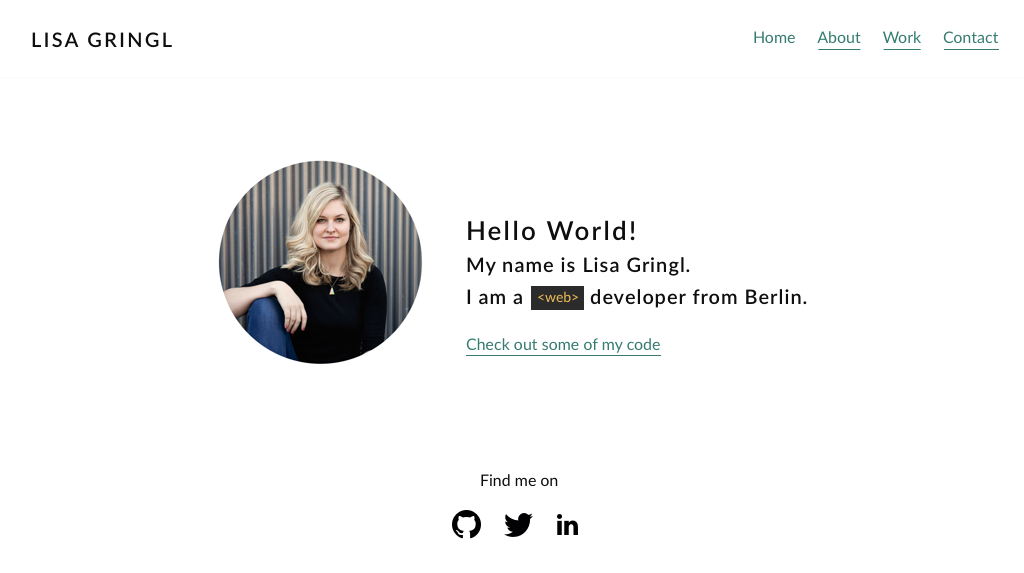 LISA GRINGL
Home About Work Contact
Hello World!
My name is Lisa Gringl.
I am a <web> developer from Berlin.
Check out some of my code
Find me on
in